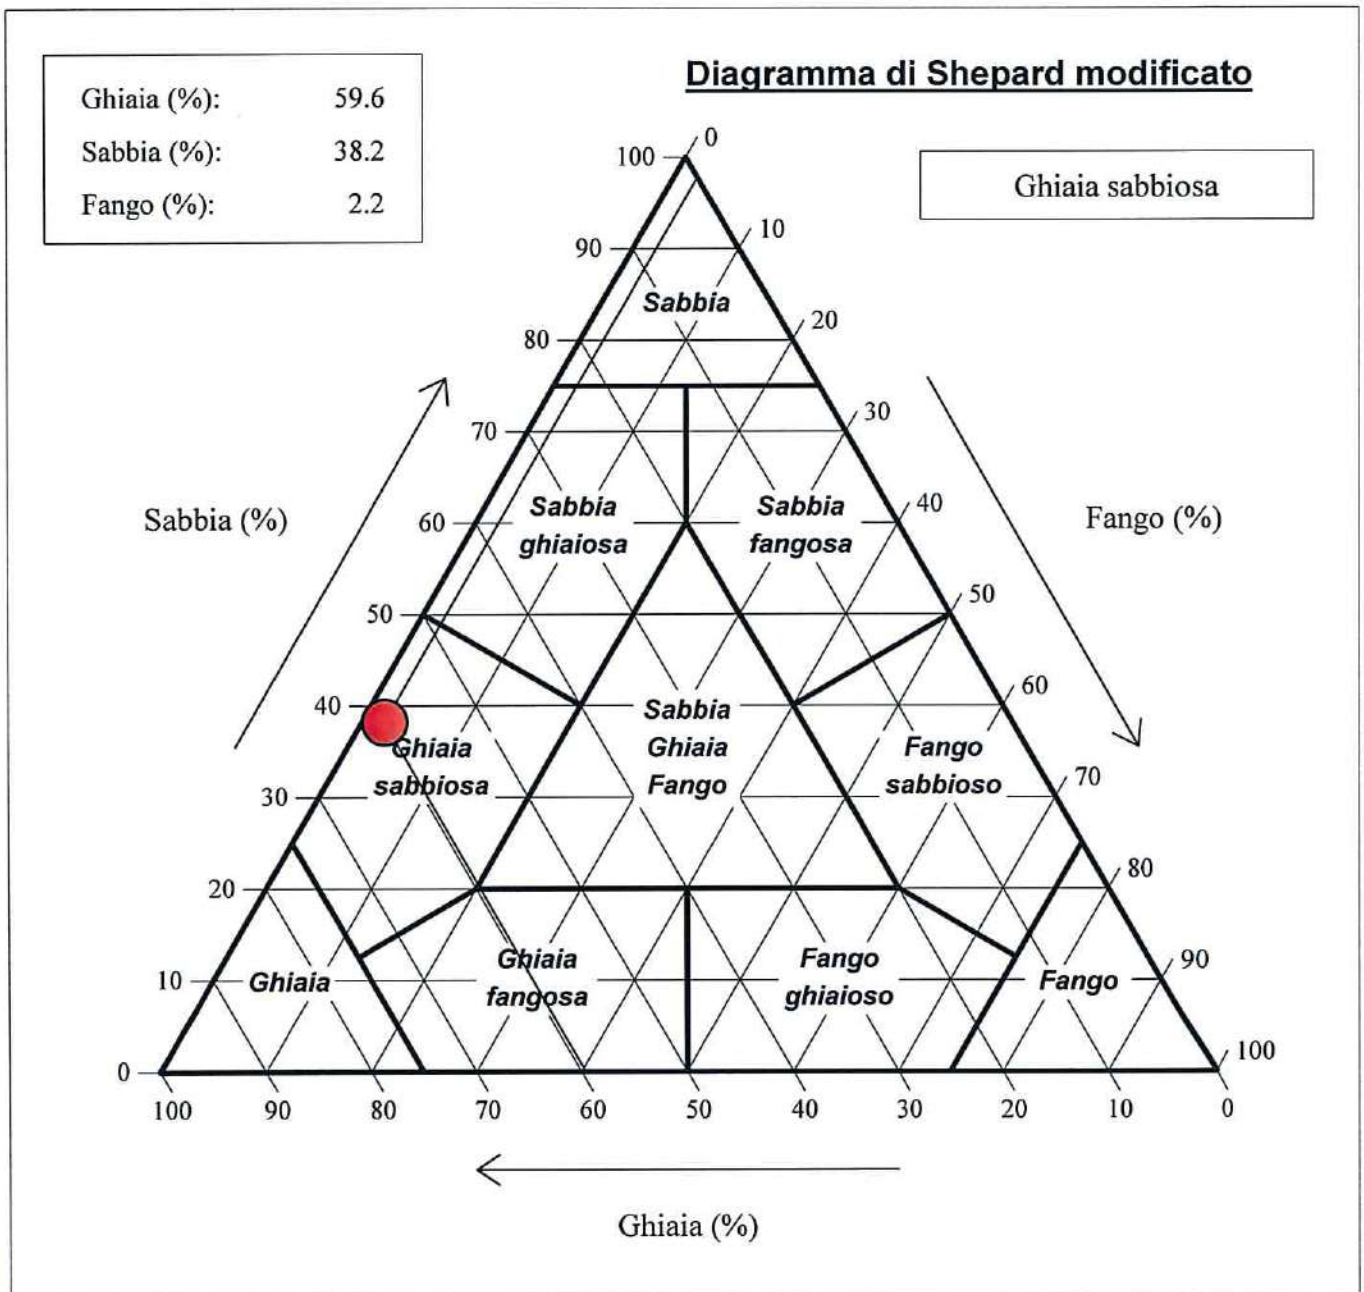 Diagramma di Shepard modificato
Ghiaia (%): 59.6
Sabbia (%): 38.2
Fango (%): 2.2
Ghiaia sabbiosa
100
0
90
10
Sabbia
80
20
70
30
Sabbia (%)
60
Sabbia
ghiaiosa
Sabbia
fangosa
40
Fango (%)
50
50
40
60
Ghiaia
sabbiosa
Sabbia
Ghiaia
Fango
Fango
sabbioso
30
70
20
80
10
Ghiaia
Ghiaia
fangosa
Fango
ghiaioso
Fango
90
0
100
100 90 80 70 60 50 40 30 20 10 0
Ghiaia (%)